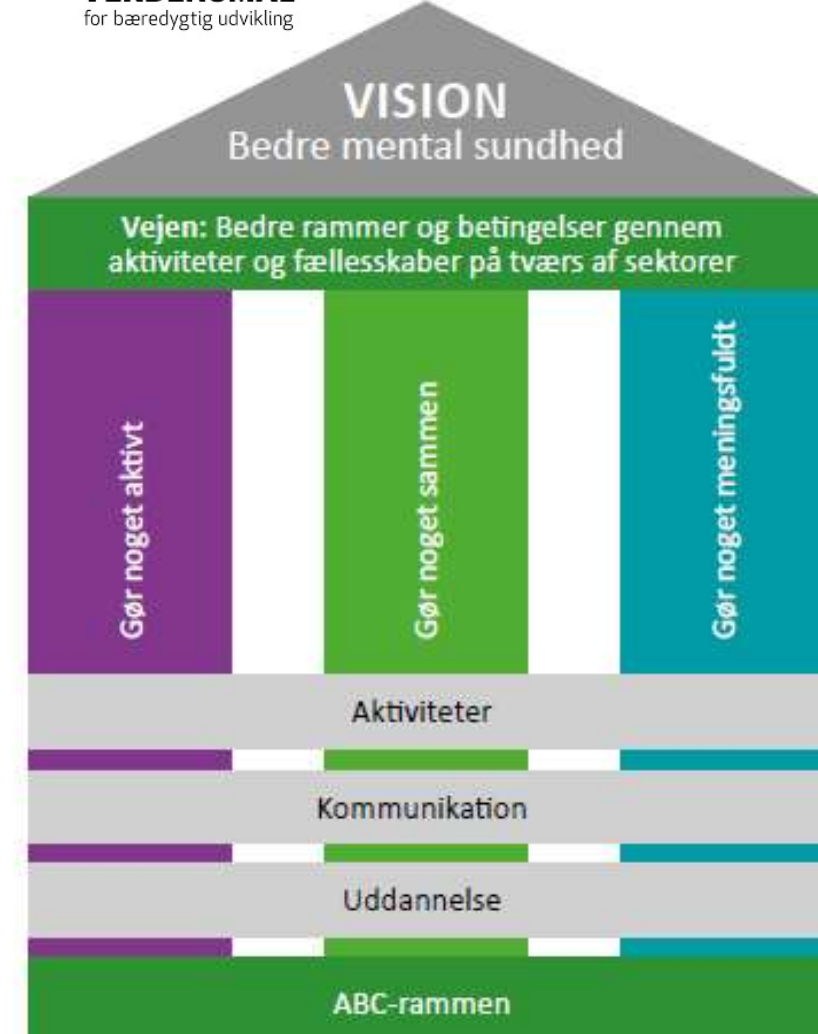 for bæredygtig udvikling
VISION
Bedre mental sundhed
Vejen: Bedre rammer og betingelser gennem
aktiviteter og fællesskaber på tværs af sektorer
Gør noget aktivt
Gør noget sammen
Gør noget meningsfuldt
Aktiviteter
Kommunikation
Uddannelse
ABC-rammen